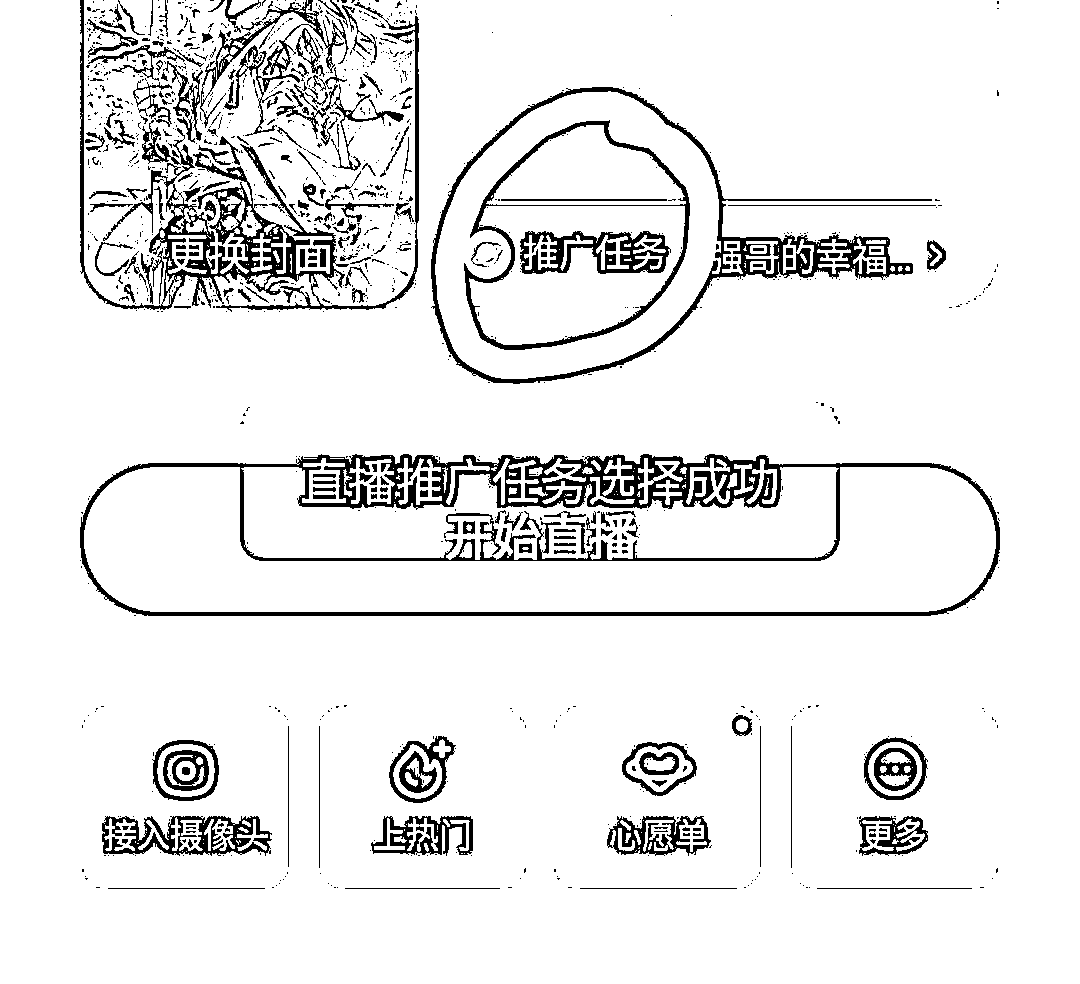 更换封面
推广任务 强哥的幸福... >
直播推广任务选择成功
开始直播
接入摄像头 上热门 心愿单 更多